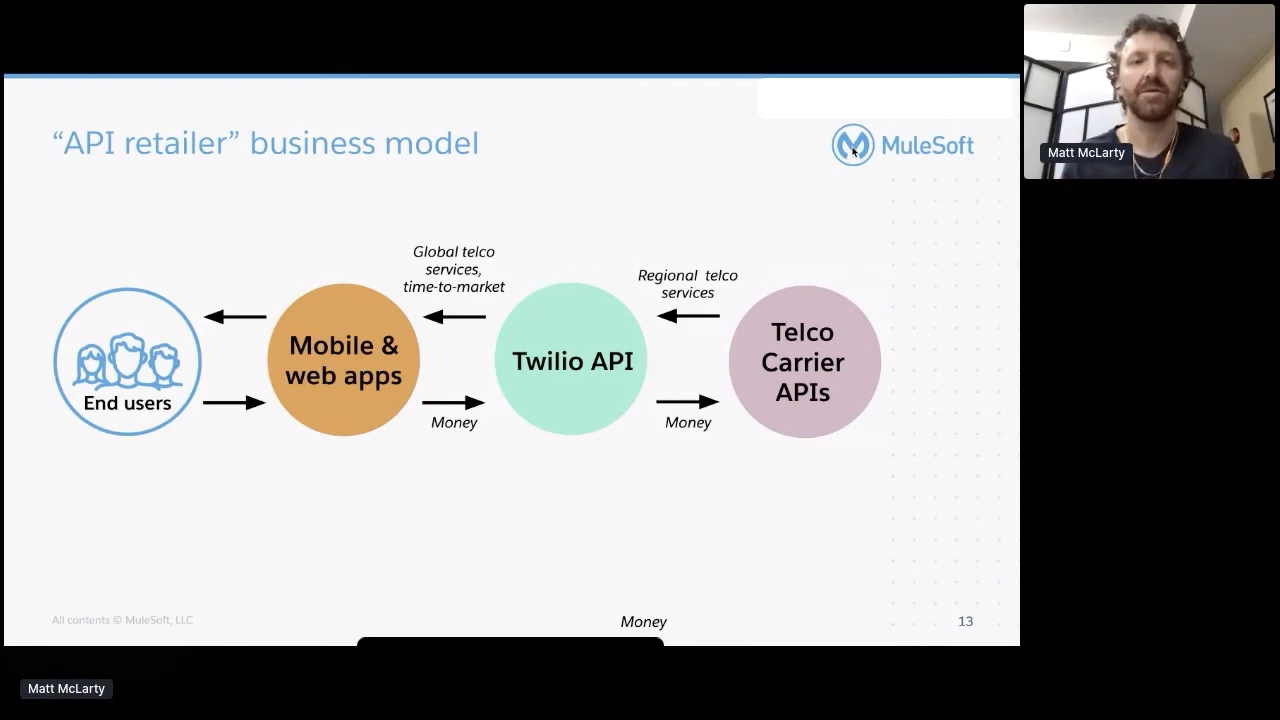 “API retailer” business model
MuleSoft
Matt McLarty
Global telco
services,
time-to-market
Regional telco
services
End users
Mobile &
web apps
Twilio API
Telco
Carrier
APIs
Money
Money
All contents © MuleSoft, LLC
Money
13
Matt McLarty